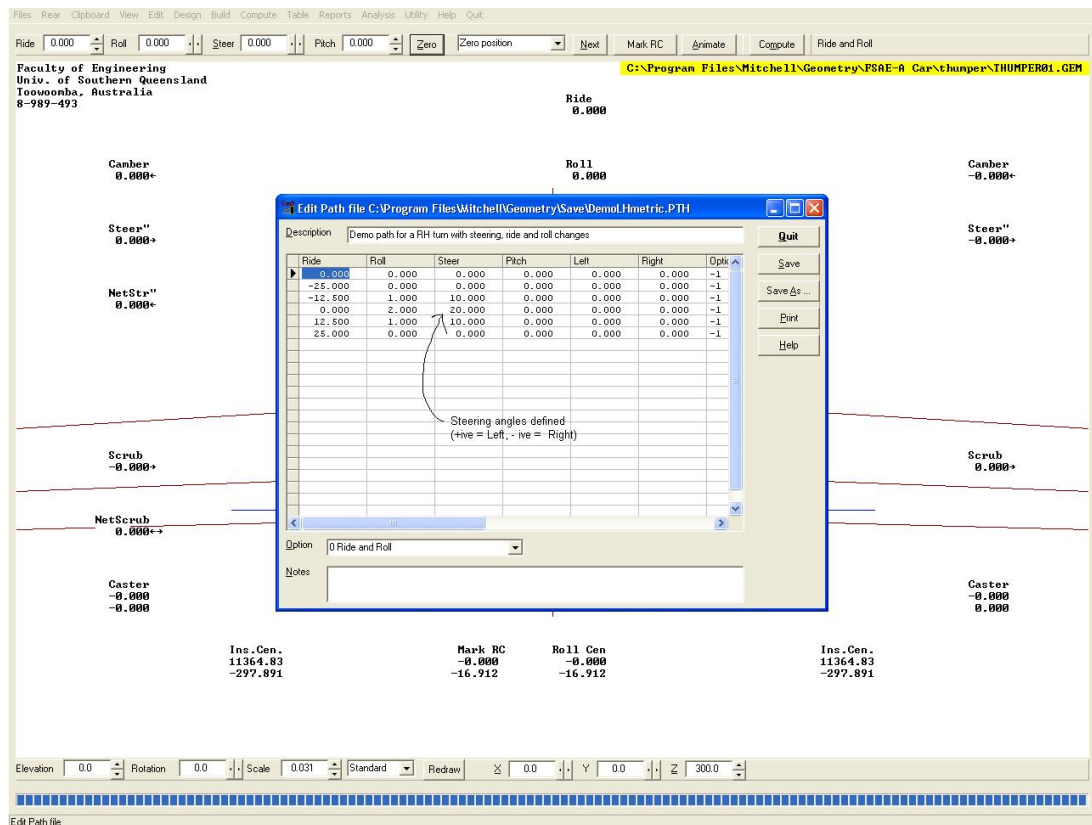 Files Rear Clipboard View Edit Design Build Compute Table Reports Analysis Utility Help Quit
Ride 0.000 Roll 0.000 Steer 0.000 Pitch 0.000 Zero Zero position Next Mark RC Animate Compute Ride and Roll
Faculty of Engineering
Univ. of Southern Queensland
Toowoomba, Australia
8-989-493
C:\Program Files\Mitchell\Geometry\FSAE-A Car\thumper\THUMPER01.GEM
Ride
0.000
Camber
0.000←
Roll
0.000
Camber
-0.000←
Steer"
0.000→
Steer"
-0.000→
NetStr"
0.000←
Edit Path file C:\Program Files\Mitchell\Geometry\Save\DemoLHmetric.PTH
Description Demo path for a RH turn with steering, ride and roll changes
Quit
Save
Save As ...
Print
Help
Ride Roll Steer Pitch Left Right Optic
0.000 0.000 0.000 0.000 0.000 0.000 -1
-25.000 0.000 0.000 0.000 0.000 0.000 -1
-12.500 1.000 10.000 0.000 0.000 0.000 -1
0.000 2.000 20.000 0.000 0.000 0.000 -1
12.500 1.000 10.000 0.000 0.000 0.000 -1
25.000 0.000 0.000 0.000 0.000 0.000 -1
Steering angles defined
(+ive = Left, - ive = Right)
Option 0 Ride and Roll
Notes
Scrub
-0.000→
Scrub
0.000→
NetScrub
0.000←→
Caster
-0.000
-0.000
Caster
-0.000
0.000
Ins.Cen.
11364.83
-297.891
Mark RC
-0.000
-16.912
Roll Cen
-0.000
-16.912
Ins.Cen.
11364.83
-297.891
Elevation 0.0 Rotation 0.0 Scale 0.031 Standard Redraw X 0.0 Y 0.0 Z 300.0
Edit Path file